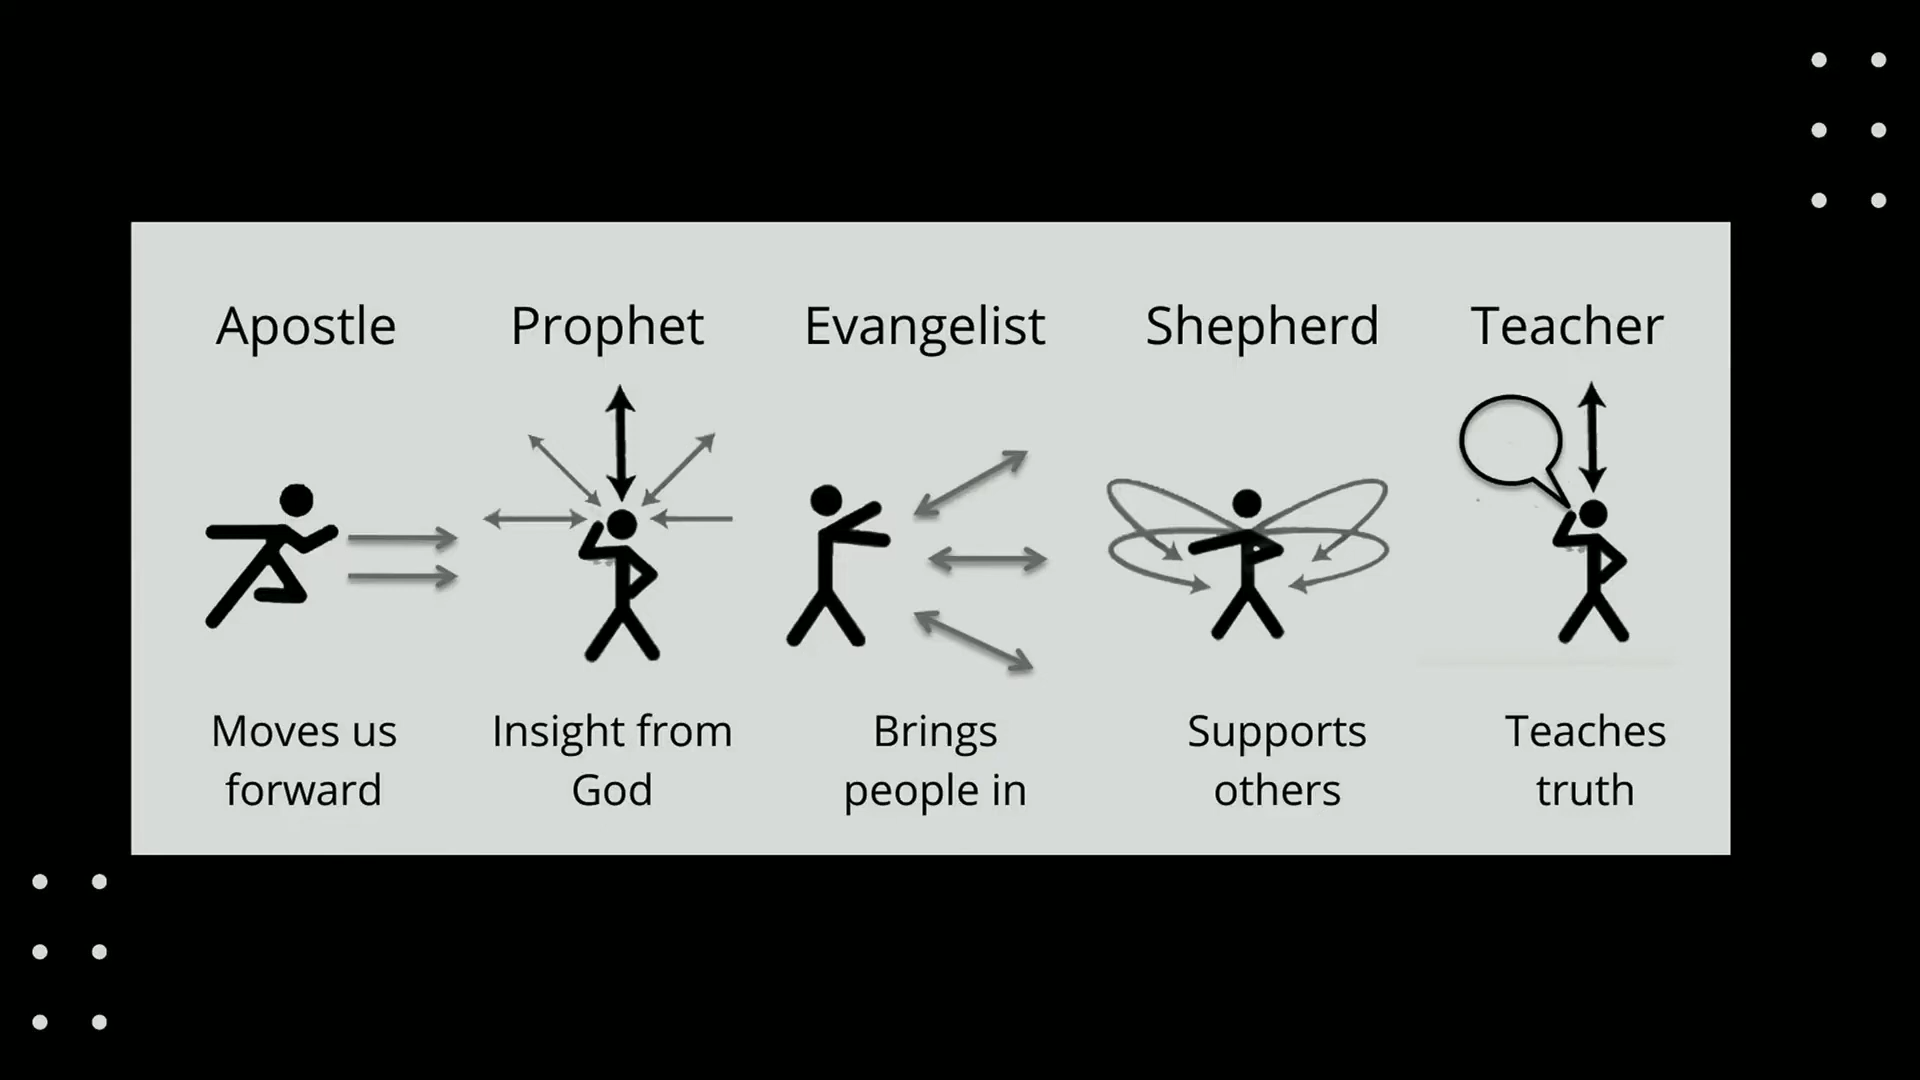 Apostle
Prophet
Evangelist
Shepherd
Teacher
Moves us
forward
Insight from
God
Brings
people in
Supports
others
Teaches
truth